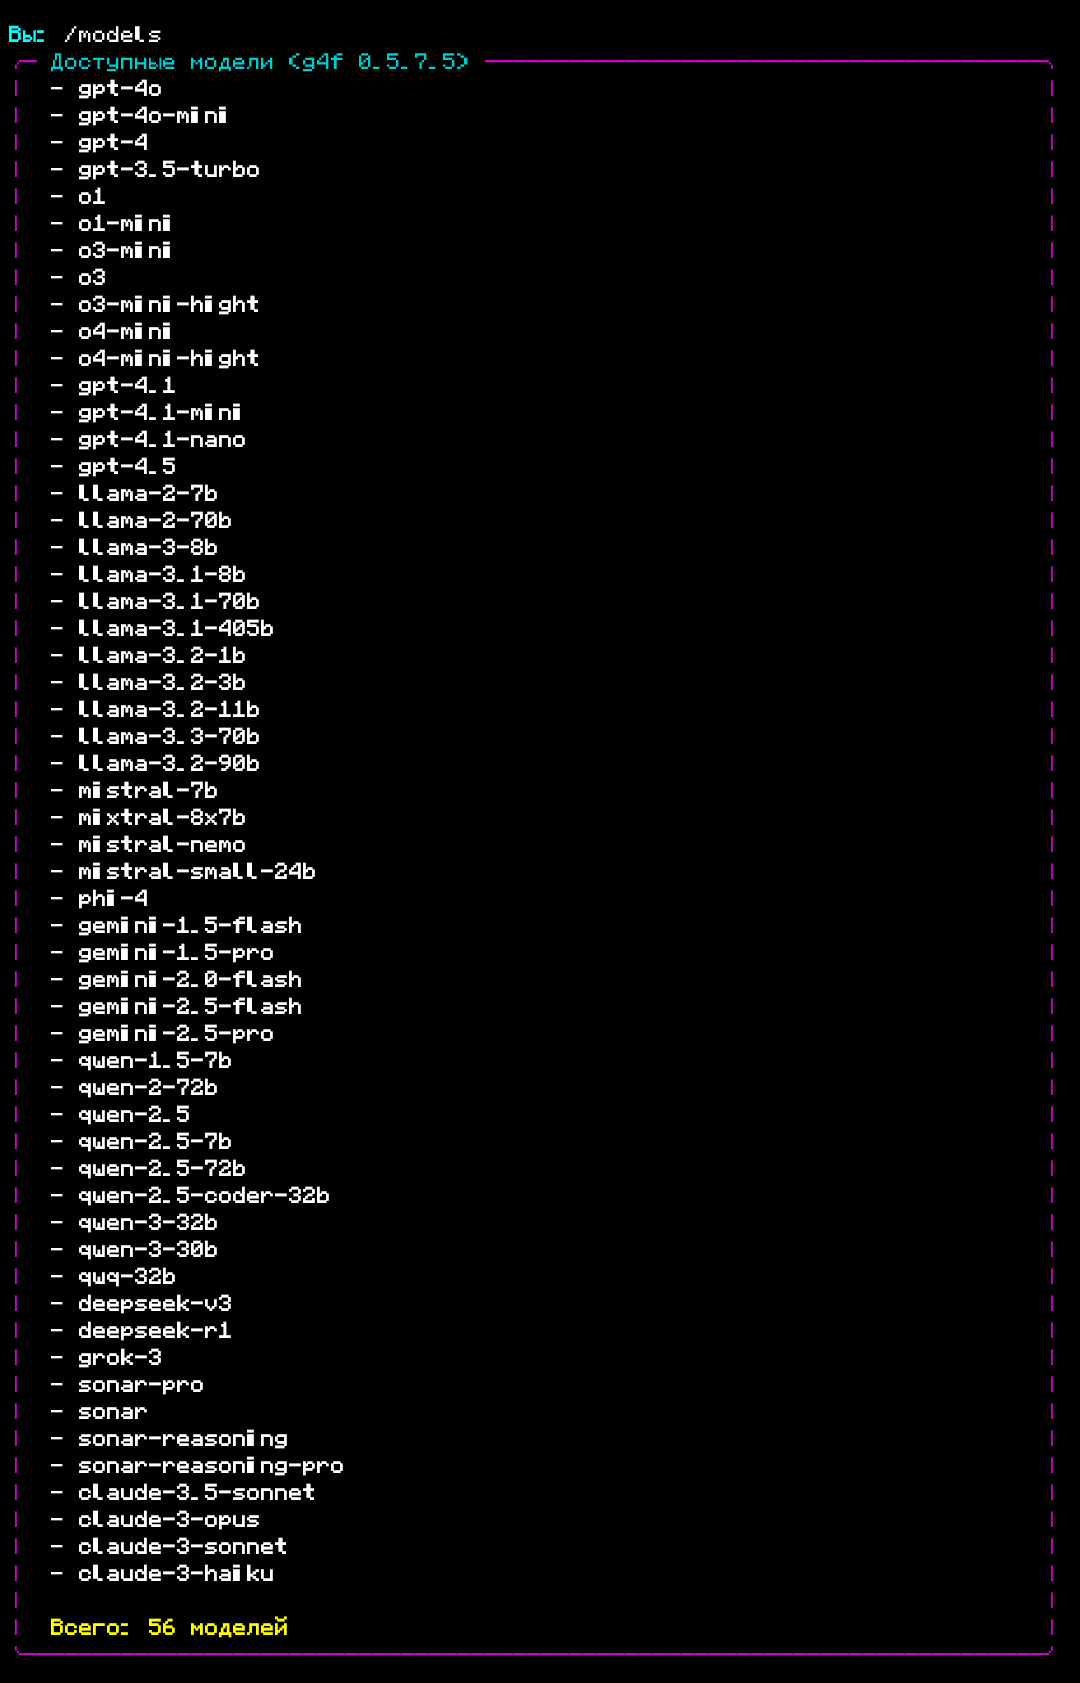 Вы: /models
Доступные модели (g4f 0.5.7.5)
- gpt-4o
- gpt-4o-mini
- gpt-4
- gpt-3.5-turbo
- o1
- o1-mini
- o3-mini
- o3
- o3-mini-hight
- o4-mini
- o4-mini-hight
- gpt-4.1
- gpt-4.1-mini
- gpt-4.1-nano
- gpt-4.5
- llama-2-7b
- llama-2-70b
- llama-3-8b
- llama-3.1-8b
- llama-3.1-70b
- llama-3.1-405b
- llama-3.2-1b
- llama-3.2-3b
- llama-3.2-11b
- llama-3.3-70b
- llama-3.2-90b
- mistral-7b
- mixtral-8x7b
- mistral-nemo
- mistral-small-24b
- phi-4
- gemini-1.5-flash
- gemini-1.5-pro
- gemini-2.0-flash
- gemini-2.5-flash
- gemini-2.5-pro
- qwen-1.5-7b
- qwen-2-72b
- qwen-2.5
- qwen-2.5-7b
- qwen-2.5-72b
- qwen-2.5-coder-32b
- qwen-3-32b
- qwen-3-30b
- qwq-32b
- deepseek-v3
- deepseek-r1
- grok-3
- sonar-pro
- sonar
- sonar-reasoning
- sonar-reasoning-pro
- claude-3.5-sonnet
- claude-3-opus
- claude-3-sonnet
- claude-3-haiku
Всего: 56 моделей